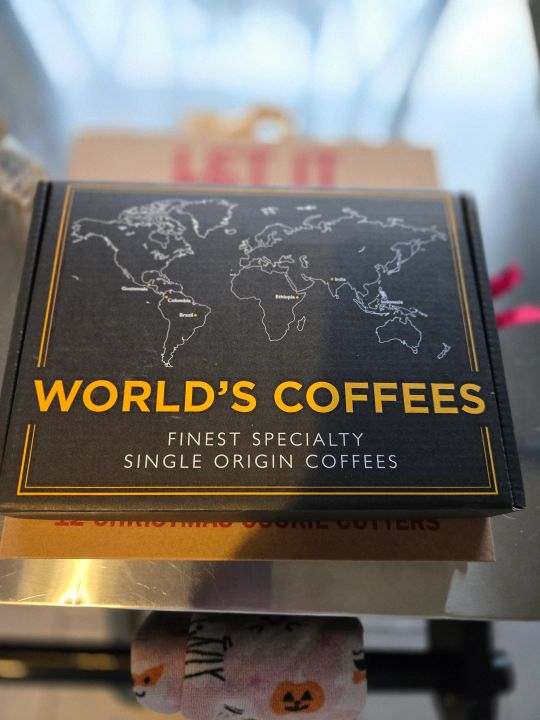 LET IT
Guatemala
Colombia
Brazil
Ethiopia
India
Indonesia
WORLD'S COFFEES
FINEST SPECIALTY
SINGLE ORIGIN COFFEES
12 CHRISTMAS COOKIE CUTTERS